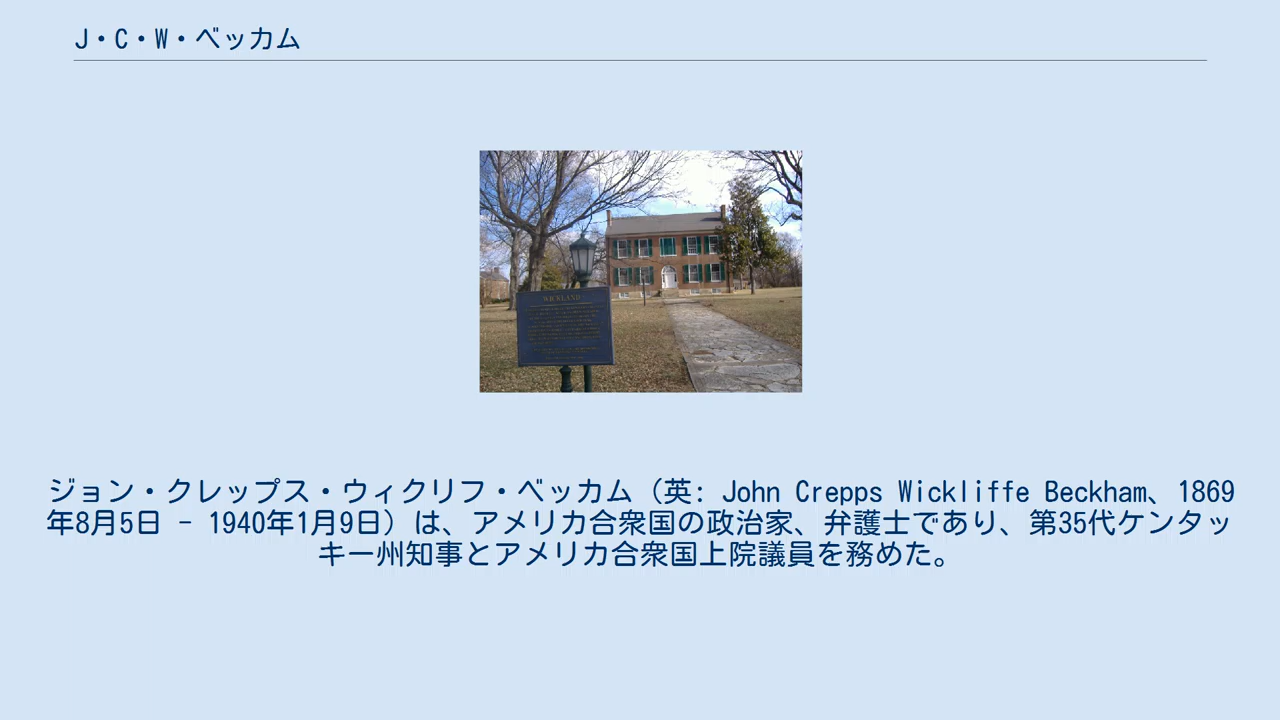 J・C・W・ベッカム
WICKLAND
ジョン・クレップス・ウィクリフ・ベッカム（英: John Crepps Wickliffe Beckham、1869
年8月5日 - 1940年1月9日）は、アメリカ合衆国の政治家、弁護士であり、第35代ケンタッ
キー州知事とアメリカ合衆国上院議員を務めた。